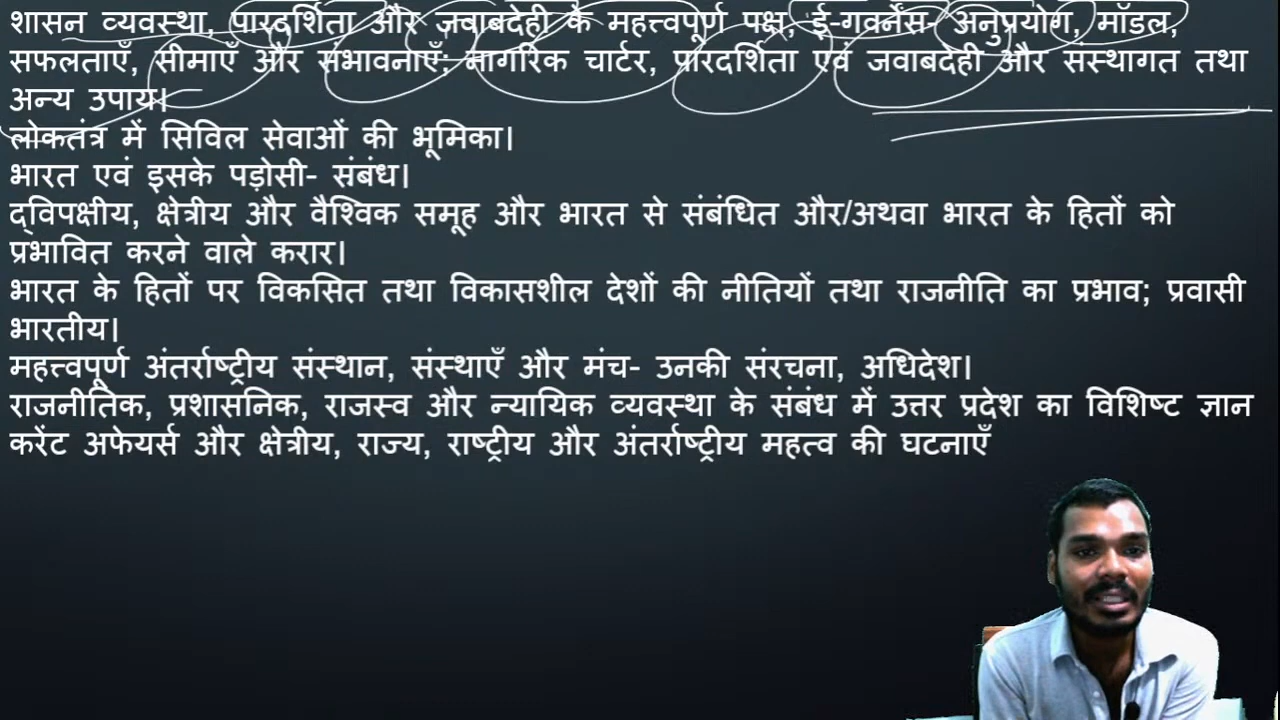 शासन व्यवस्था, पारदर्शिता और जवाबदेही के महत्त्वपूर्ण पक्ष, ई-गवर्नेंस- अनुप्रयोग, मॉडल,
सफलताएँ, सीमाएँ और संभावनाएँ; नागरिक चार्टर, पारदर्शिता एवं जवाबदेही और संस्थागत तथा
अन्य उपाय।
लोकतंत्र में सिविल सेवाओं की भूमिका।
भारत एवं इसके पड़ोसी- संबंध।
द्विपक्षीय, क्षेत्रीय और वैश्विक समूह और भारत से संबंधित और/अथवा भारत के हितों को
प्रभावित करने वाले करार।
भारत के हितों पर विकसित तथा विकासशील देशों की नीतियों तथा राजनीति का प्रभाव; प्रवासी
भारतीय।
महत्त्वपूर्ण अंतर्राष्ट्रीय संस्थान, संस्थाएँ और मंच- उनकी संरचना, अधिदेश।
राजनीतिक, प्रशासनिक, राजस्व और न्यायिक व्यवस्था के संबंध में उत्तर प्रदेश का विशिष्ट ज्ञान
करेंट अफेयर्स और क्षेत्रीय, राज्य, राष्ट्रीय और अंतर्राष्ट्रीय महत्व की घटनाएँ